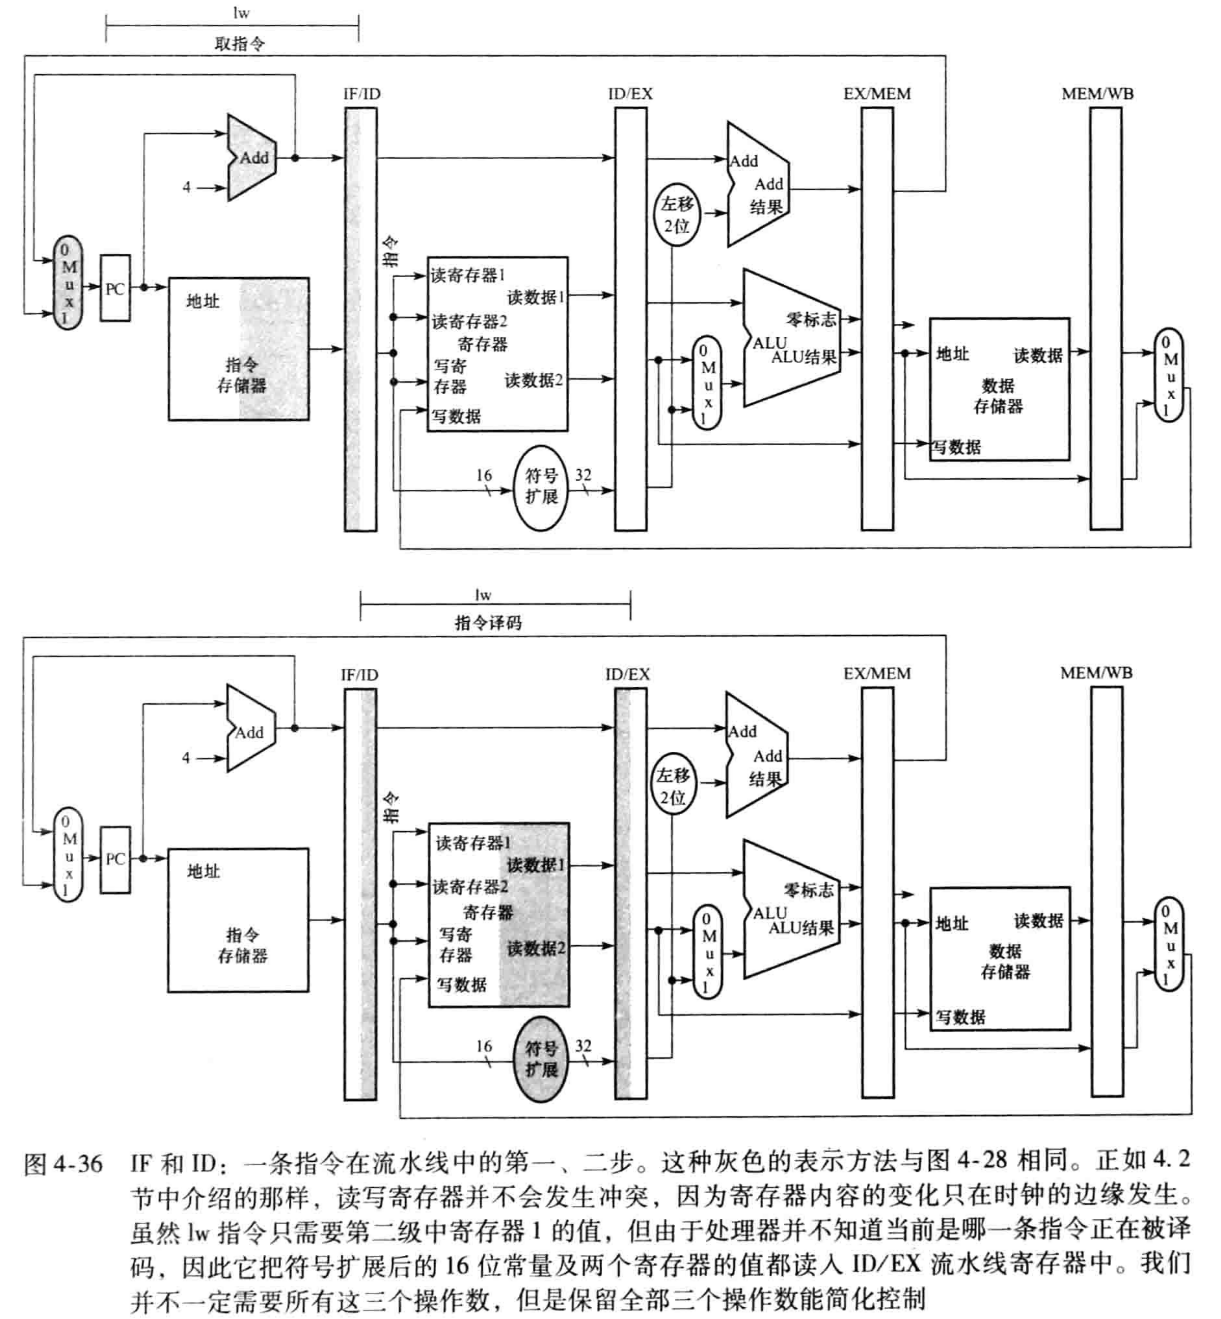 lw
取指令
IF/ID
ID/EX
EX/MEM
MEM/WB
Add
4
Add
Add
结果
左移
2位
0
M
u
x
1
PC
地址
指令
存储器
指令
读寄存器1
读数据1
读寄存器2
寄存器
写寄
存器
读数据2
写数据
16
符号
扩展
32
0
M
u
x
1
零标志
ALU
ALU结果
地址
读数据
数据
存储器
写数据
0
M
u
x
1
lw
指令译码
IF/ID
ID/EX
EX/MEM
MEM/WB
Add
4
Add
Add
结果
左移
2位
0
M
u
x
1
PC
地址
指令
存储器
指令
读寄存器1
读数据1
读寄存器2
寄存器
写寄
存器
读数据2
写数据
16
符号
扩展
32
0
M
u
x
1
零标志
ALU
ALU结果
地址
读数据
数据
存储器
写数据
0
M
u
x
1
图 4-36 IF 和 ID：一条指令在流水线中的第一、二步。这种灰色的表示方法与图 4-28 相同。正如 4.2
节中介绍的那样，读写寄存器并不会发生冲突，因为寄存器内容的变化只在时钟的边缘发生。
虽然 lw 指令只需要第二级中寄存器 1 的值，但由于处理器并不知道当前是哪一条指令正在被译
码，因此它把符号扩展后的 16 位常量及两个寄存器的值都读入 ID/EX 流水线寄存器中。我们
并不一定需要所有这三个操作数，但是保留全部三个操作数能简化控制